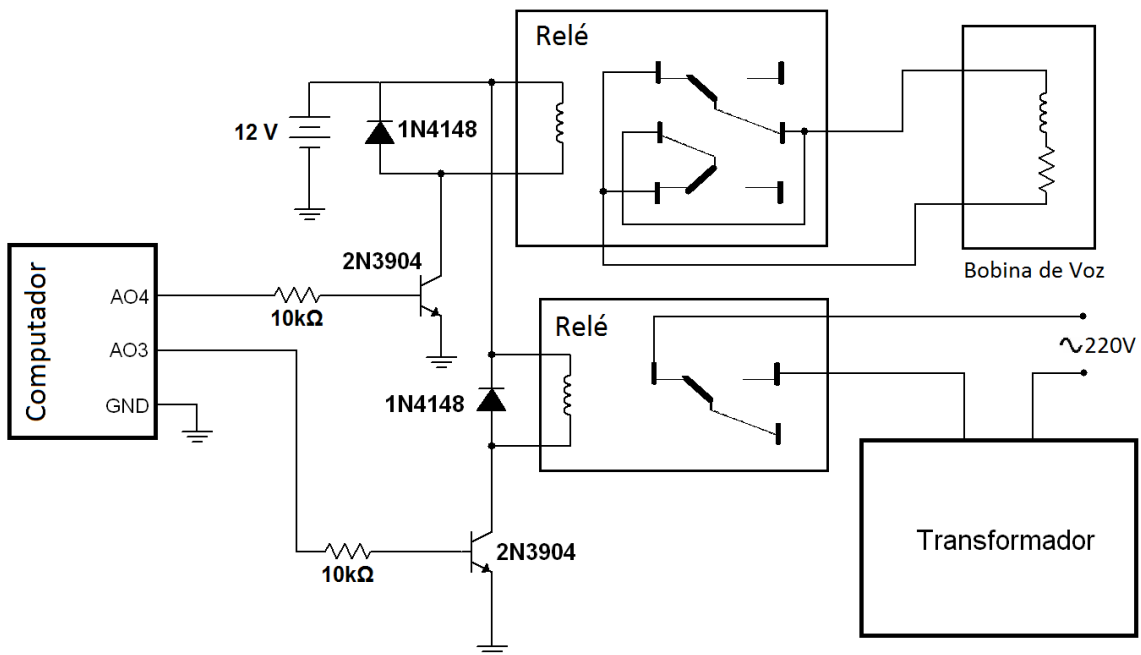 Relé
12 V
1N4148
Computador
AO4
AO3
GND
10kΩ
2N3904
Bobina de Voz
Relé
1N4148
220V
10kΩ
2N3904
Transformador